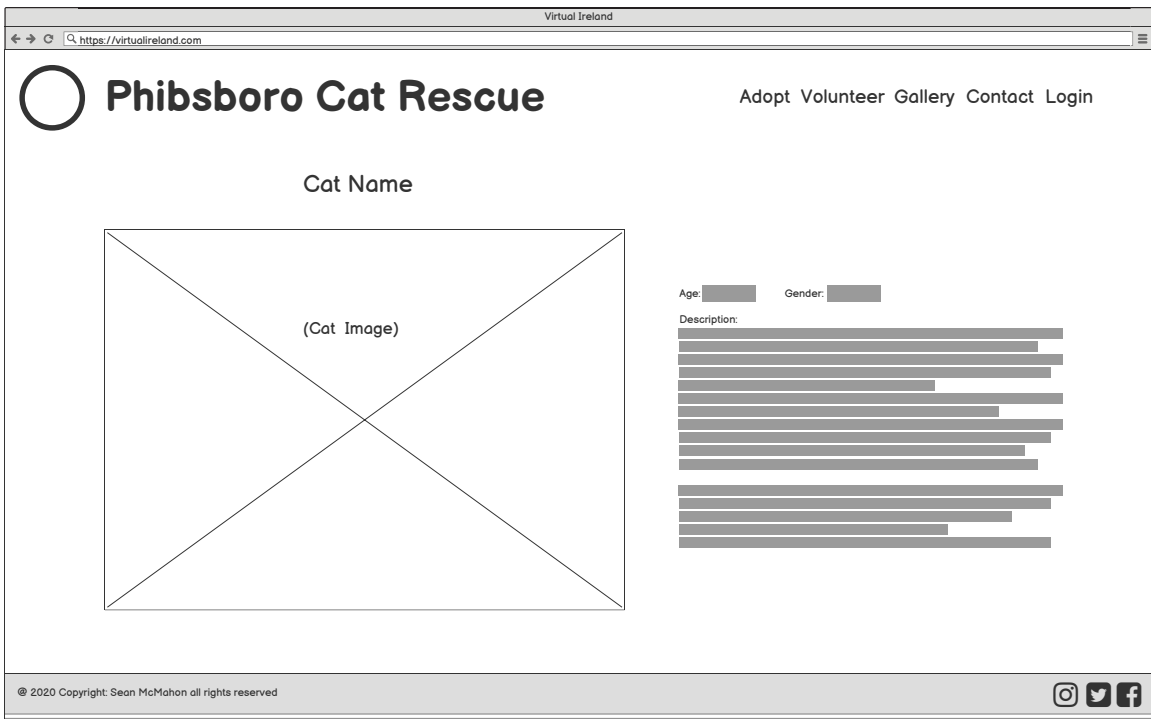 Virtual Ireland
https://virtualireland.com
Phibsboro Cat Rescue
Adopt Volunteer Gallery Contact Login
Cat Name
(Cat Image)
Age: Gender:
Description:
@ 2020 Copyright: Sean McMahon all rights reserved